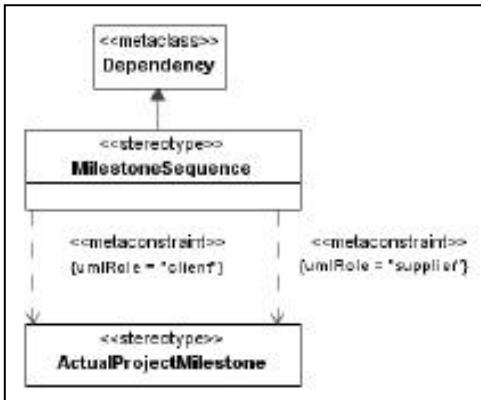 <<metaclass>>
Dependency
<<stereotype>>
MilestoneSequence
<<metaconstraint>>
{umlRole = "client"}
<<metaconstraint>>
{umlRole = "supplier"}
<<stereotype>>
ActualProjectMilestone